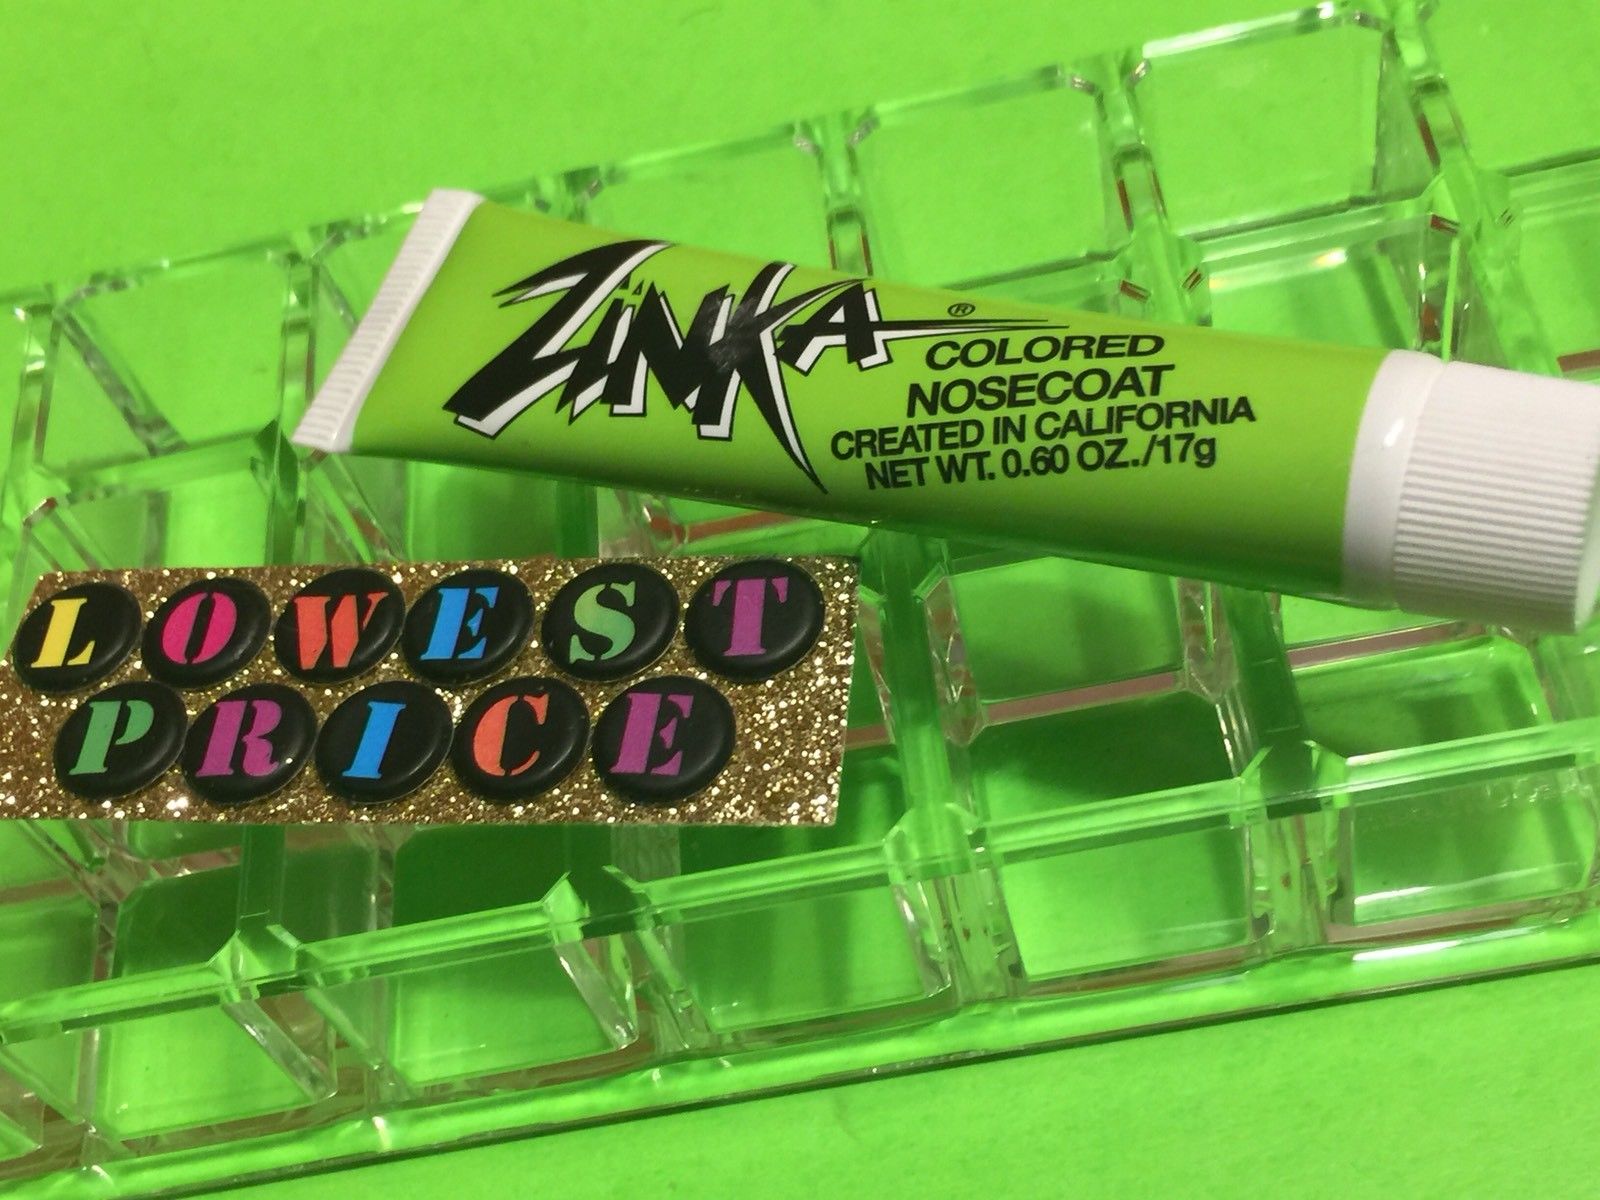 ZINKA ®
COLORED
NOSECOAT
CREATED IN CALIFORNIA
NET WT. 0.60 OZ./17g
LOWEST
PRICE